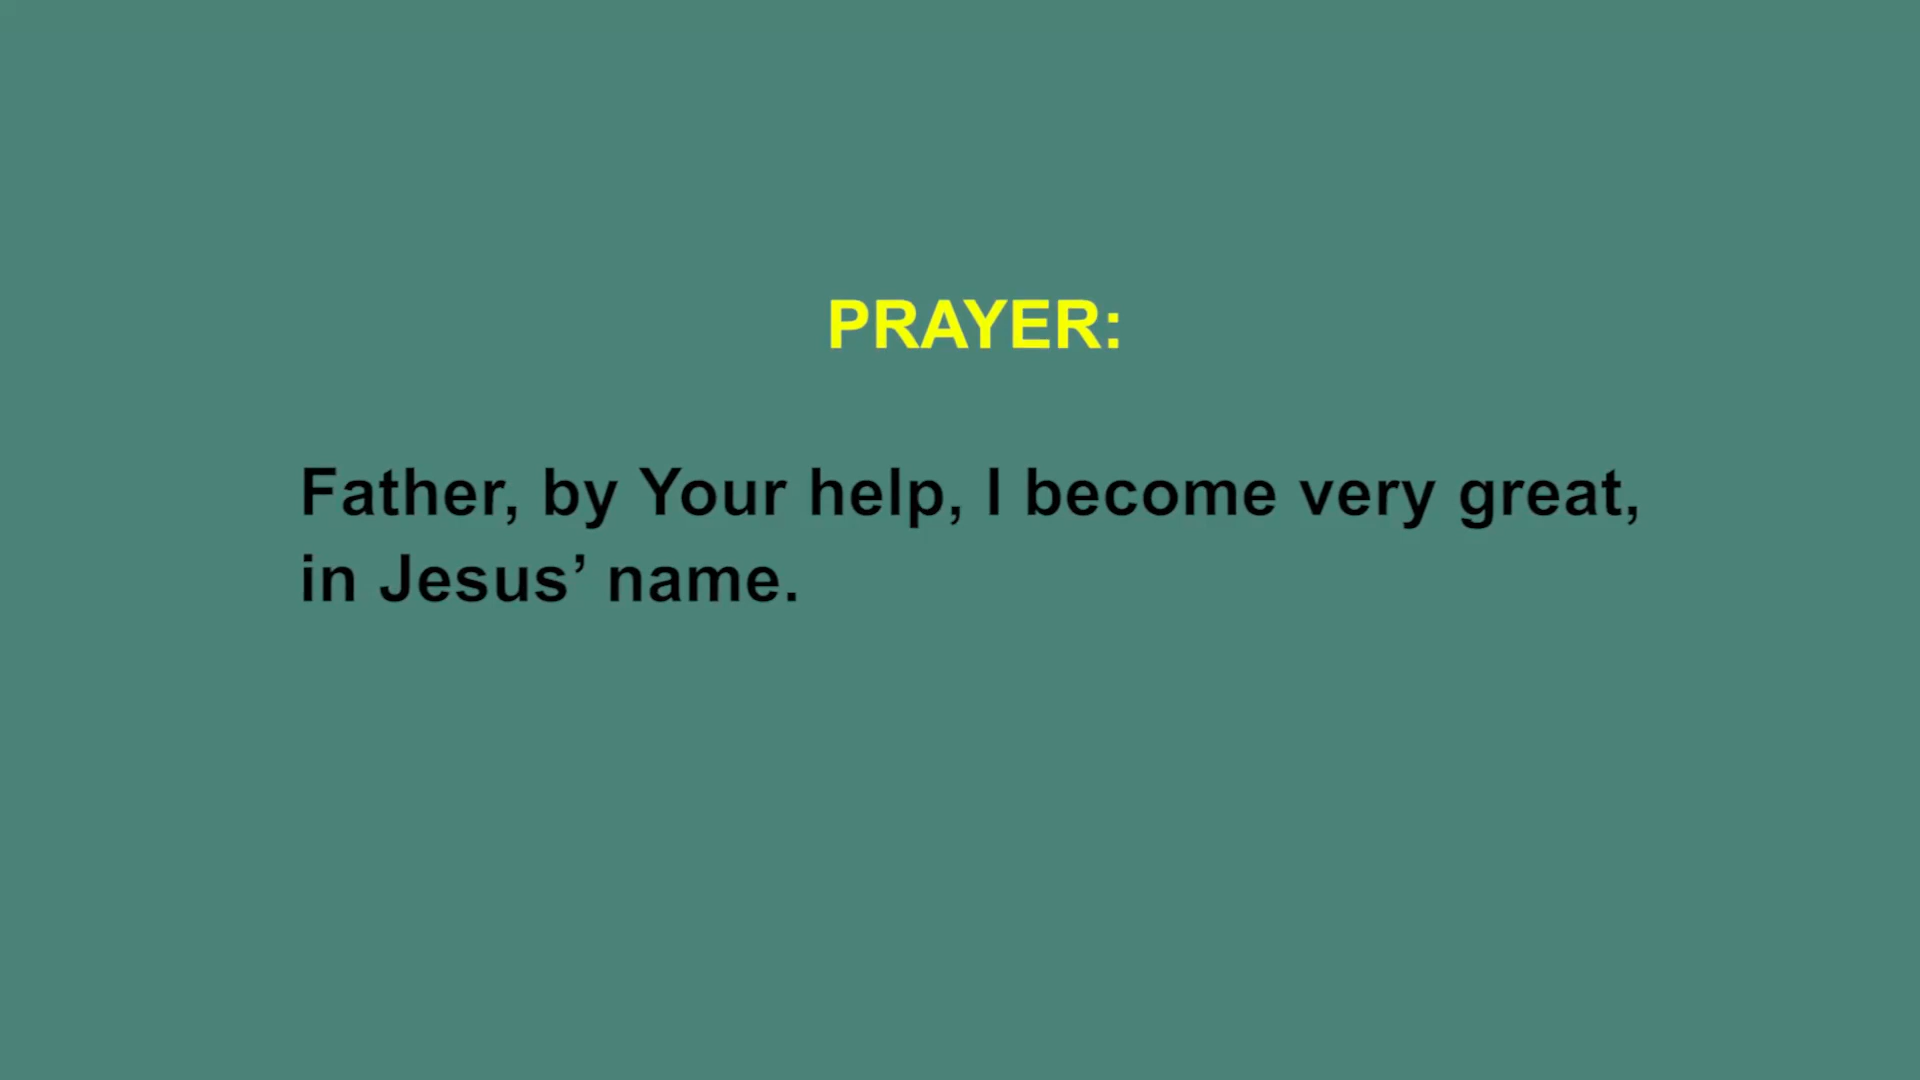 PRAYER:
Father, by Your help, I become very great,
in Jesus’ name.